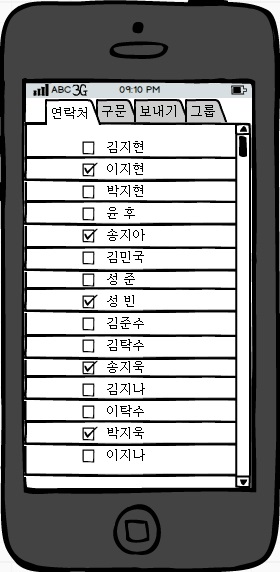 ABC 3G 09:10 PM
연락처 구문 보내기 그룹
김지현
이지현
박지현
윤 후
송지아
김민국
성 준
성 빈
김준수
김탁수
송지욱
김지나
이탁수
박지욱
이지나